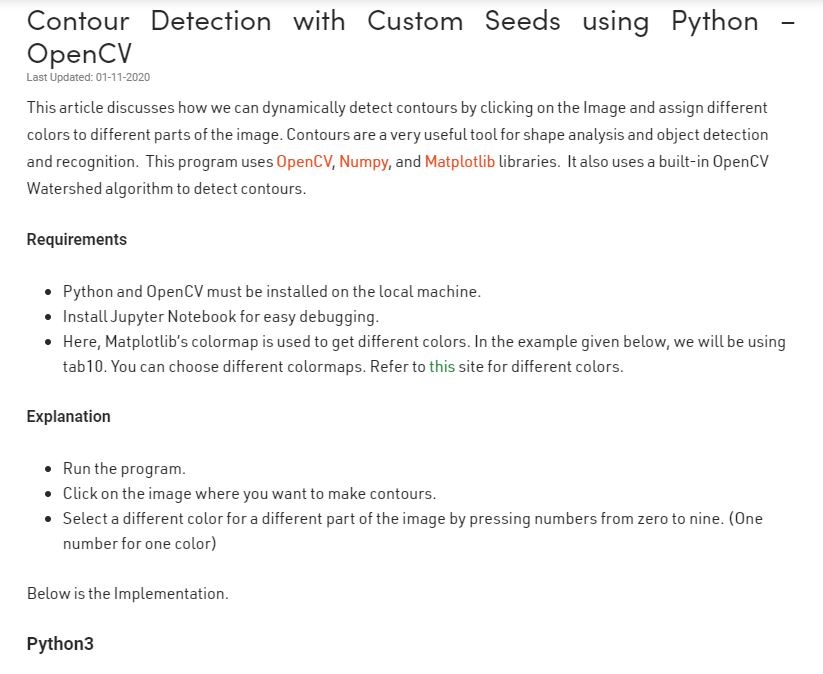 Contour Detection with Custom Seeds using Python –
OpenCV
Last Updated: 01-11-2020
This article discusses how we can dynamically detect contours by clicking on the Image and assign different
colors to different parts of the image. Contours are a very useful tool for shape analysis and object detection
and recognition. This program uses OpenCV, Numpy, and Matplotlib libraries. It also uses a built-in OpenCV
Watershed algorithm to detect contours.
Requirements
• Python and OpenCV must be installed on the local machine.
• Install Jupyter Notebook for easy debugging.
• Here, Matplotlib's colormap is used to get different colors. In the example given below, we will be using
tab10. You can choose different colormaps. Refer to this site for different colors.
Explanation
• Run the program.
• Click on the image where you want to make contours.
• Select a different color for a different part of the image by pressing numbers from zero to nine. (One
number for one color)
Below is the Implementation.
Python3